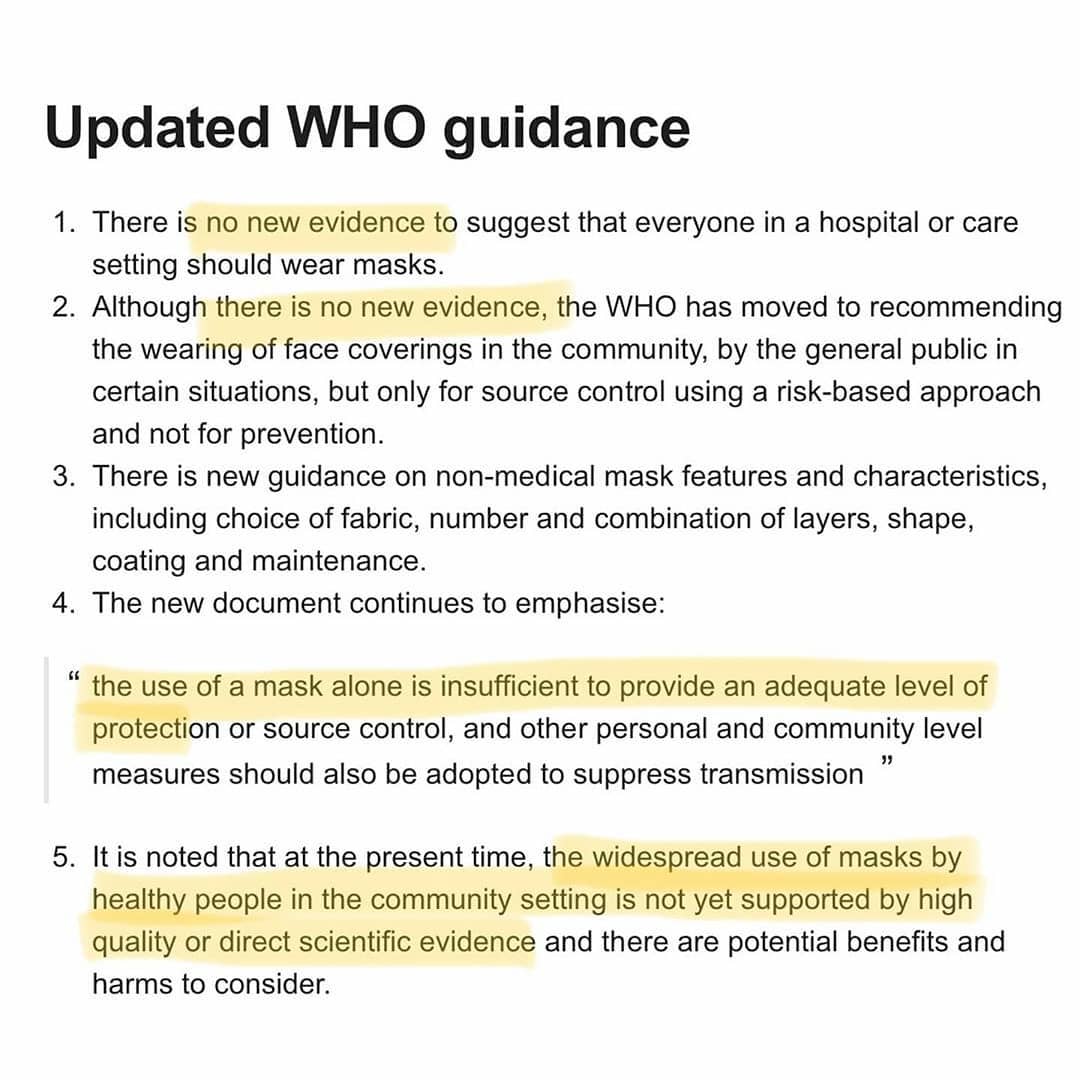 Updated WHO guidance
1. There is no new evidence to suggest that everyone in a hospital or care
setting should wear masks.
2. Although there is no new evidence, the WHO has moved to recommending
the wearing of face coverings in the community, by the general public in
certain situations, but only for source control using a risk-based approach
and not for prevention.
3. There is new guidance on non-medical mask features and characteristics,
including choice of fabric, number and combination of layers, shape,
coating and maintenance.
4. The new document continues to emphasise:
“ the use of a mask alone is insufficient to provide an adequate level of
protection or source control, and other personal and community level
measures should also be adopted to suppress transmission ”
5. It is noted that at the present time, the widespread use of masks by
healthy people in the community setting is not yet supported by high
quality or direct scientific evidence and there are potential benefits and
harms to consider.